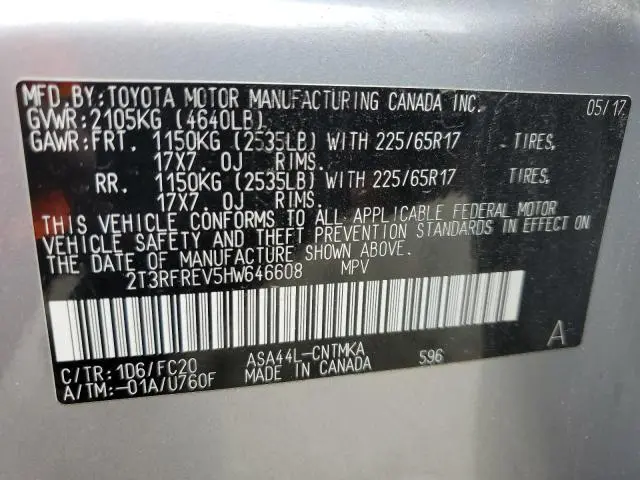 MFD.BY:TOYOTA MOTOR MANUFACTURING CANADA INC. 05/17
GVWR:2105KG (4640LB)
GAWR:FRT. 1150KG (2535LB) WITH 225/65R17 TIRES,
17X7.0J RIMS.
RR. 1150KG (2535LB) WITH 225/65R17 TIRES,
17X7.0J RIMS.
THIS VEHICLE CONFORMS TO ALL APPLICABLE FEDERAL MOTOR
VEHICLE SAFETY AND THEFT PREVENTION STANDARDS IN EFFECT ON
THE DATE OF MANUFACTURE SHOWN ABOVE.
2T3RFREV5HW646608 MPV
A
C/TR:1D6/FC20 ASA44L-CNTMKA 596
A/TM:-01A/U760F MADE IN CANADA